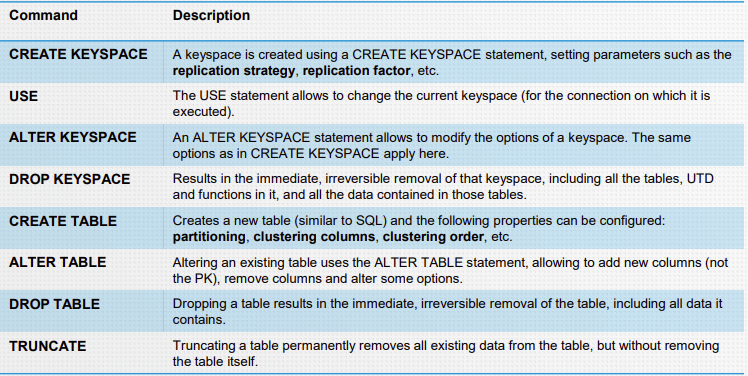 Command Description
CREATE KEYSPACE A keyspace is created using a CREATE KEYSPACE statement, setting parameters such as the
replication strategy, replication factor, etc.
USE The USE statement allows to change the current keyspace (for the connection on which it is
executed).
ALTER KEYSPACE An ALTER KEYSPACE statement allows to modify the options of a keyspace. The same
options as in CREATE KEYSPACE apply here.
DROP KEYSPACE Results in the immediate, irreversible removal of that keyspace, including all the tables, UTD
and functions in it, and all the data contained in those tables.
CREATE TABLE Creates a new table (similar to SQL) and the following properties can be configured:
partitioning, clustering columns, clustering order, etc.
ALTER TABLE Altering an existing table uses the ALTER TABLE statement, allowing to add new columns (not
the PK), remove columns and alter some options.
DROP TABLE Dropping a table results in the immediate, irreversible removal of the table, including all data it
contains.
TRUNCATE Truncating a table permanently removes all existing data from the table, but without removing
the table itself.